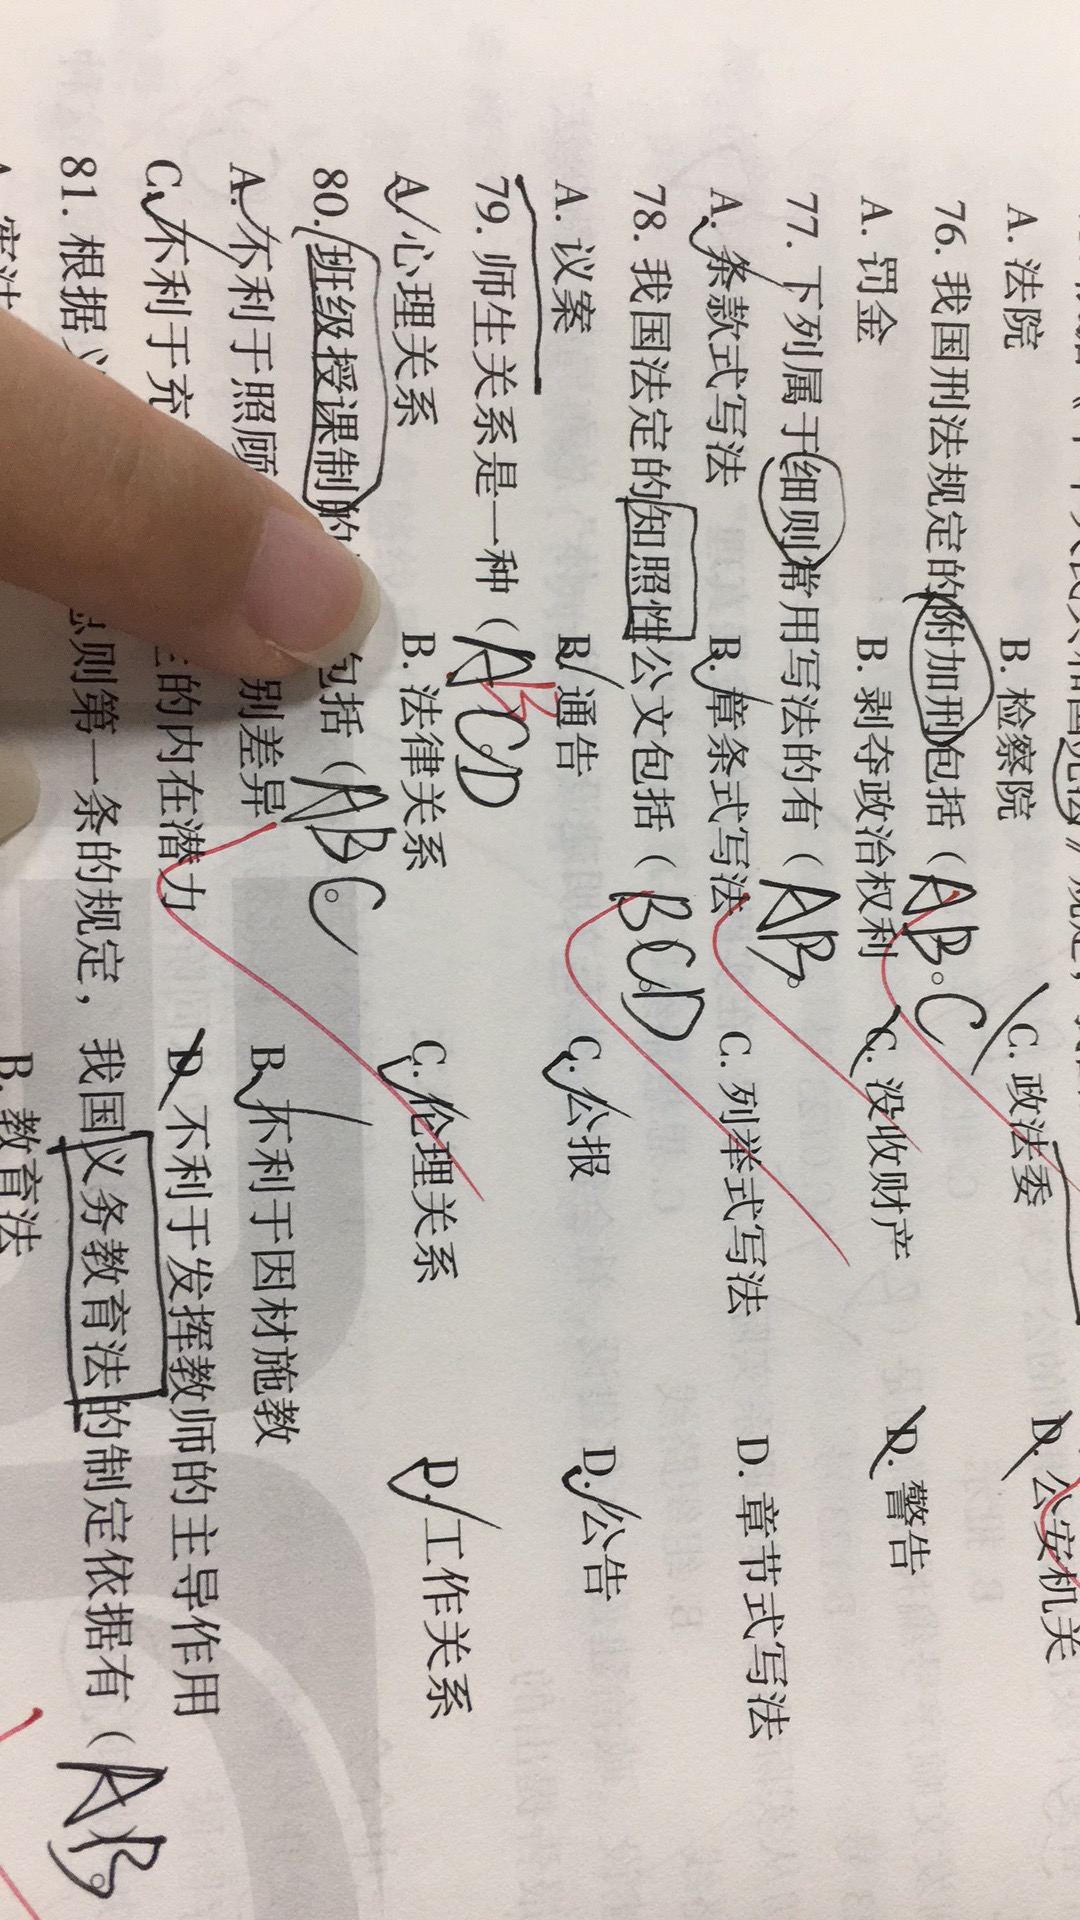 A. 法院 B. 检察院 C. 政法委 D. 公安机关
76. 我国刑法规定的附加刑包括（ABC。
A. 罚金 B. 剥夺政治权利 C. 没收财产 D. 警告
77. 下列属于细则常用写法的有（AB。
A. 条款式写法 B. 章条式写法 C. 列举式写法 D. 章节式写法
78. 我国法定的知照性公文包括（BCD。
A. 议案 B. 通告 C. 公报 D. 公告
79. 师生关系是一种（ABCD
A. 心理关系 B. 法律关系 C. 伦理关系 D. 工作关系
80. 班级授课制的 包括（ABC。
A. 不利于照顾 别差异 B. 不利于因材施教
C. 不利于充 的内在潜力 D. 不利于发挥教师的主导作用
81. 根据 总则第一条的规定，我国义务教育法的制定依据有（AB。
B. 教育法